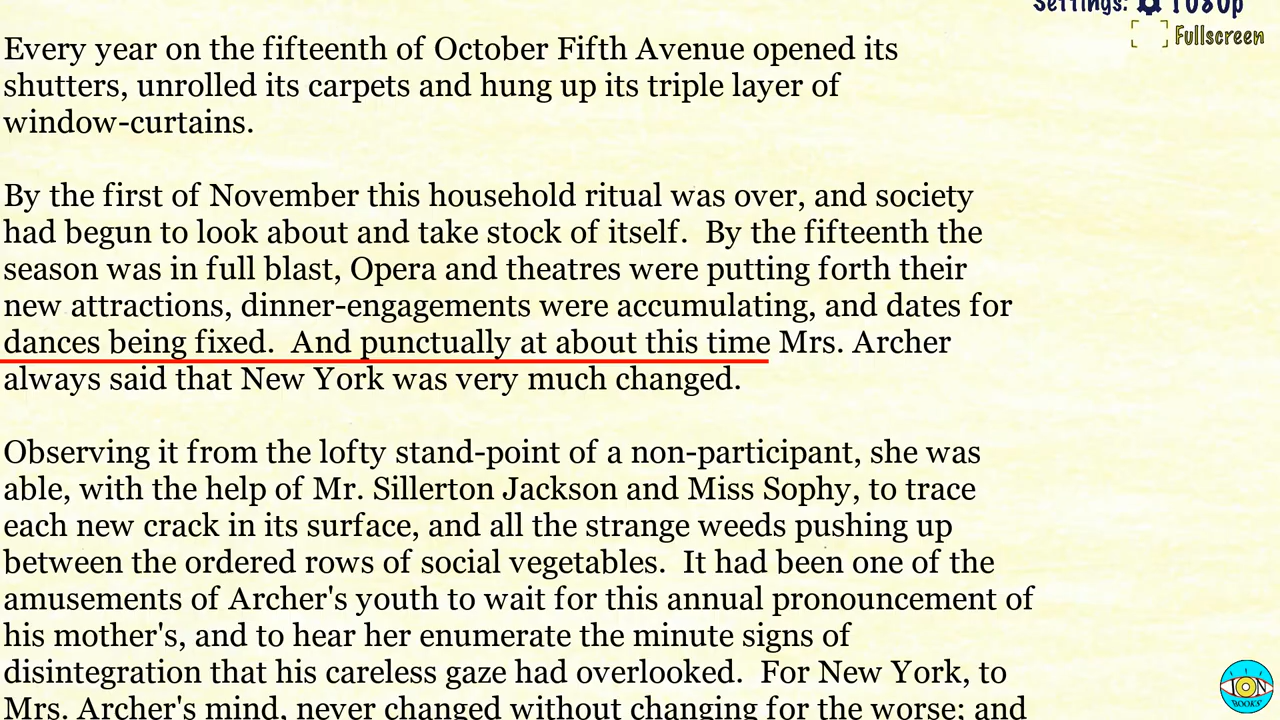 Settings: 1080p
Fullscreen
Every year on the fifteenth of October Fifth Avenue opened its
shutters, unrolled its carpets and hung up its triple layer of
window-curtains.
By the first of November this household ritual was over, and society
had begun to look about and take stock of itself.  By the fifteenth the
season was in full blast, Opera and theatres were putting forth their
new attractions, dinner-engagements were accumulating, and dates for
dances being fixed.  And punctually at about this time Mrs. Archer
always said that New York was very much changed.
Observing it from the lofty stand-point of a non-participant, she was
able, with the help of Mr. Sillerton Jackson and Miss Sophy, to trace
each new crack in its surface, and all the strange weeds pushing up
between the ordered rows of social vegetables.  It had been one of the
amusements of Archer's youth to wait for this annual pronouncement of
his mother's, and to hear her enumerate the minute signs of
disintegration that his careless gaze had overlooked.  For New York, to
Mrs. Archer's mind, never changed without changing for the worse; and
ION
BOOKS